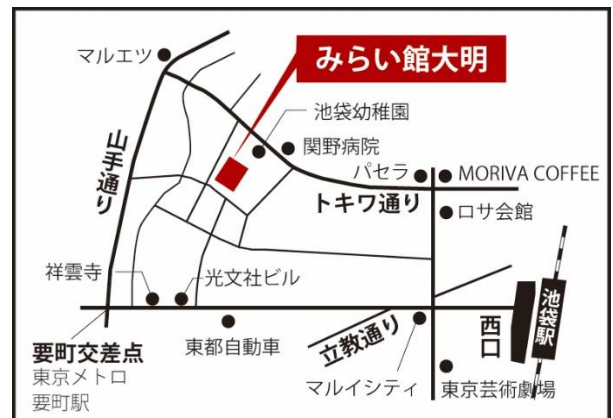 みらい館大明
マルエツ
池袋幼稚園
関野病院
山手通り
パセラ
MORIVA COFFEE
トキワ通り
ロサ会館
祥雲寺
光文社ビル
池袋駅
西口
立教通り
要町交差点
東京メトロ
要町駅
東都自動車
マルイシティ
東京芸術劇場